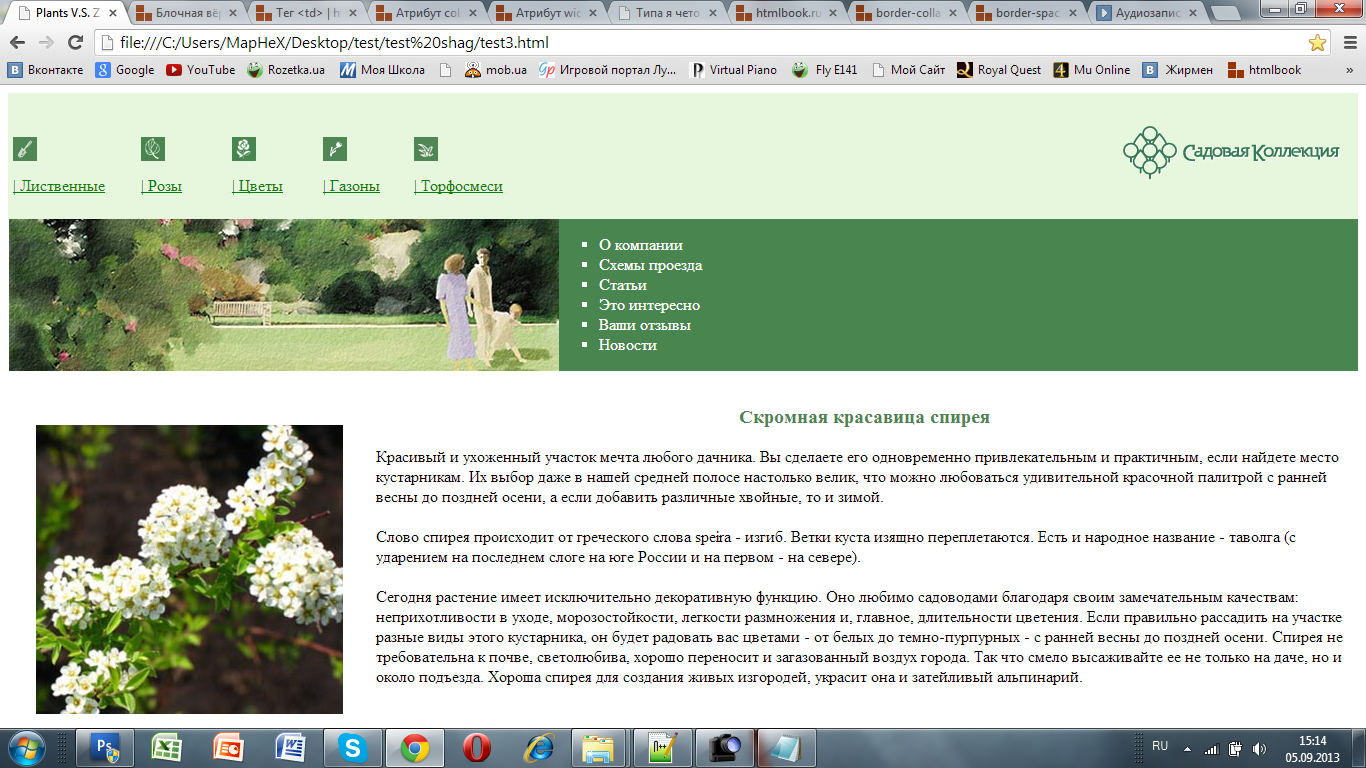 Plants V.S. Z
Блочная вёр
Тег <td> | h
Атрибут col
Атрибут wid
Типа я чето
htmlbook.ru
border-colla
border-spac
Аудиозапис
file:///C:/Users/MapHeX/Desktop/test/test%20shag/test3.html
Вконтакте Google YouTube Rozetka.ua Моя Школа mob.ua Игровой портал Лу... Virtual Piano Fly E141 Мой Сайт Royal Quest Mu Online Жирмен htmlbook »
Садовая Коллекция
| Лиственные | Розы | Цветы | Газоны | Торфосмеси
О компании
Схемы проезда
Статьи
Это интересно
Ваши отзывы
Новости
Скромная красавица спирея
Красивый и ухоженный участок мечта любого дачника. Вы сделаете его одновременно привлекательным и практичным, если найдете место
кустарникам. Их выбор даже в нашей средней полосе настолько велик, что можно любоваться удивительной красочной палитрой с ранней
весны до поздней осени, а если добавить различные хвойные, то и зимой.
Слово спирея происходит от греческого слова speira - изгиб. Ветки куста изящно переплетаются. Есть и народное название - таволга (с
ударением на последнем слоге на юге России и на первом - на севере).
Сегодня растение имеет исключительно декоративную функцию. Оно любимо садоводами благодаря своим замечательным качествам:
неприхотливости в уходе, морозостойкости, легкости размножения и, главное, длительности цветения. Если правильно рассадить на участке
разные виды этого кустарника, он будет радовать вас цветами - от белых до темно-пурпурных - с ранней весны до поздней осени. Спирея не
требовательна к почве, светолюбива, хорошо переносит и загазованный воздух города. Так что смело высаживайте ее не только на даче, но и
около подъезда. Хороша спирея для создания живых изгородей, украсит она и затейливый альпинарий.
RU
15:14
05.09.2013